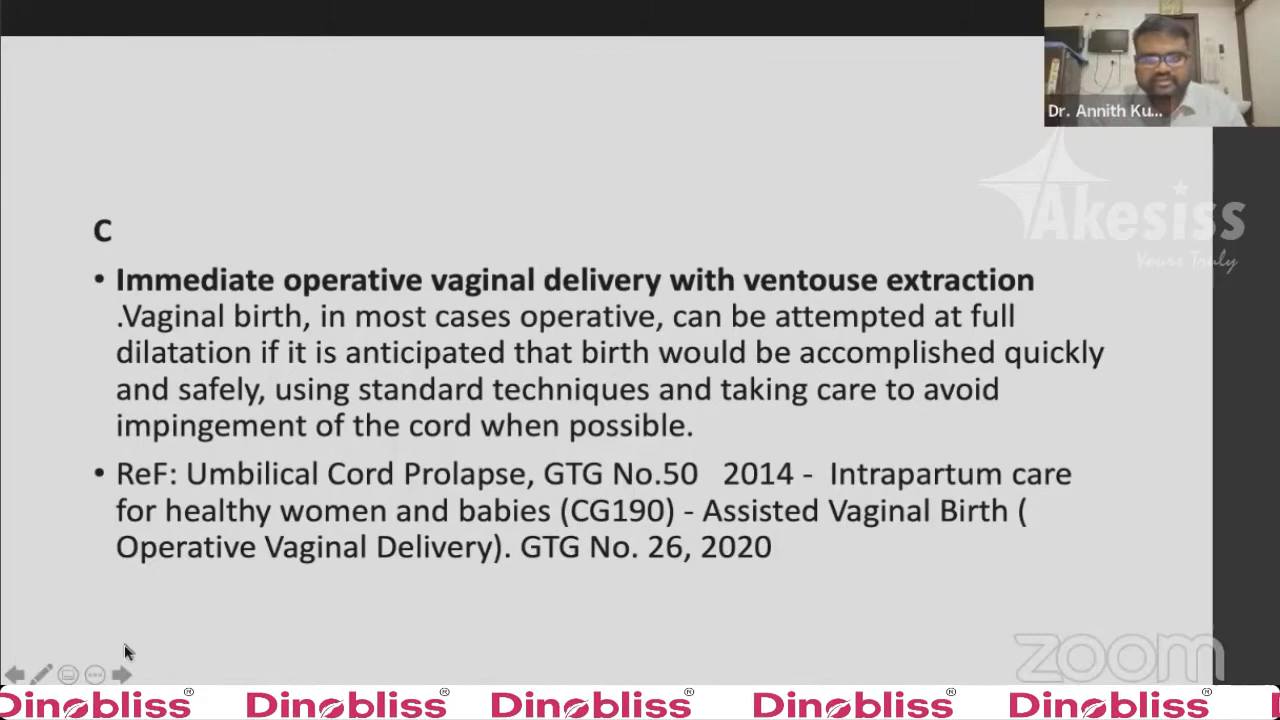 Dr. Annith Ku...
Akesiss
Yours Truly
C
• Immediate operative vaginal delivery with ventouse extraction
.Vaginal birth, in most cases operative, can be attempted at full
dilatation if it is anticipated that birth would be accomplished quickly
and safely, using standard techniques and taking care to avoid
impingement of the cord when possible.
• ReF: Umbilical Cord Prolapse, GTG No.50 2014 - Intrapartum care
for healthy women and babies (CG190) - Assisted Vaginal Birth (
Operative Vaginal Delivery). GTG No. 26, 2020
zoom
Dinobliss® Dinobliss® Dinobliss® Dinobliss® Dinobliss®